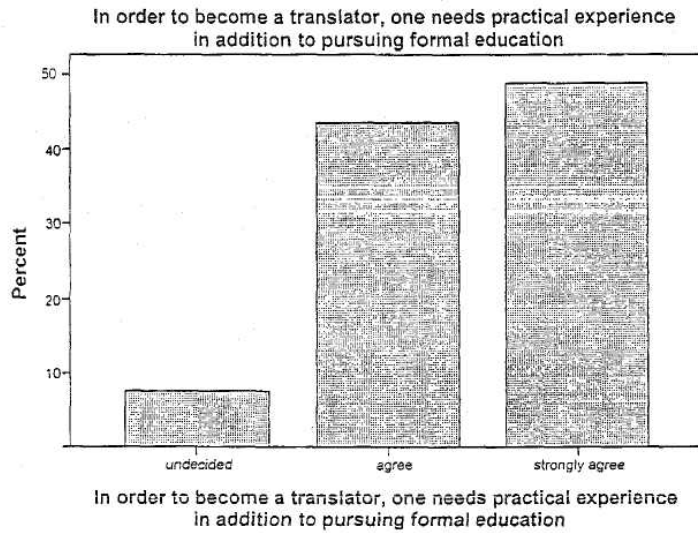 In order to become a translator, one needs practical experience
in addition to pursuing formal education
50
40
30
20
10
Percent
undecided
agree
strongly agree
In order to become a translator, one needs practical experience
in addition to pursuing formal education